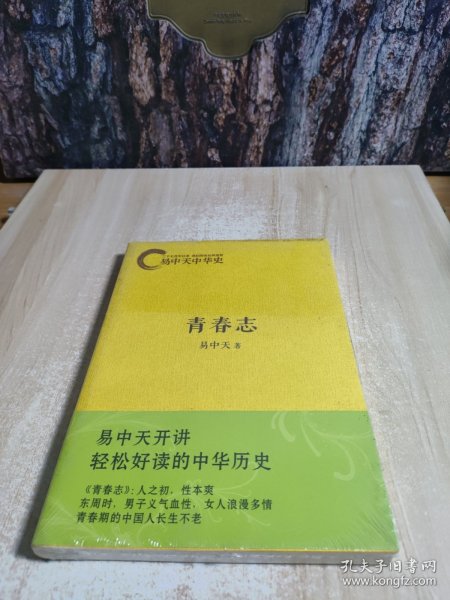 易中天中华史
青春志
易中天 著
易中天开讲
轻松好读的中华历史
《青春志》：人之初，性本爽
东周时，男子义气血性，女人浪漫多情
青春期的中国人长生不老
孔夫子旧书网
www.kongfz.com